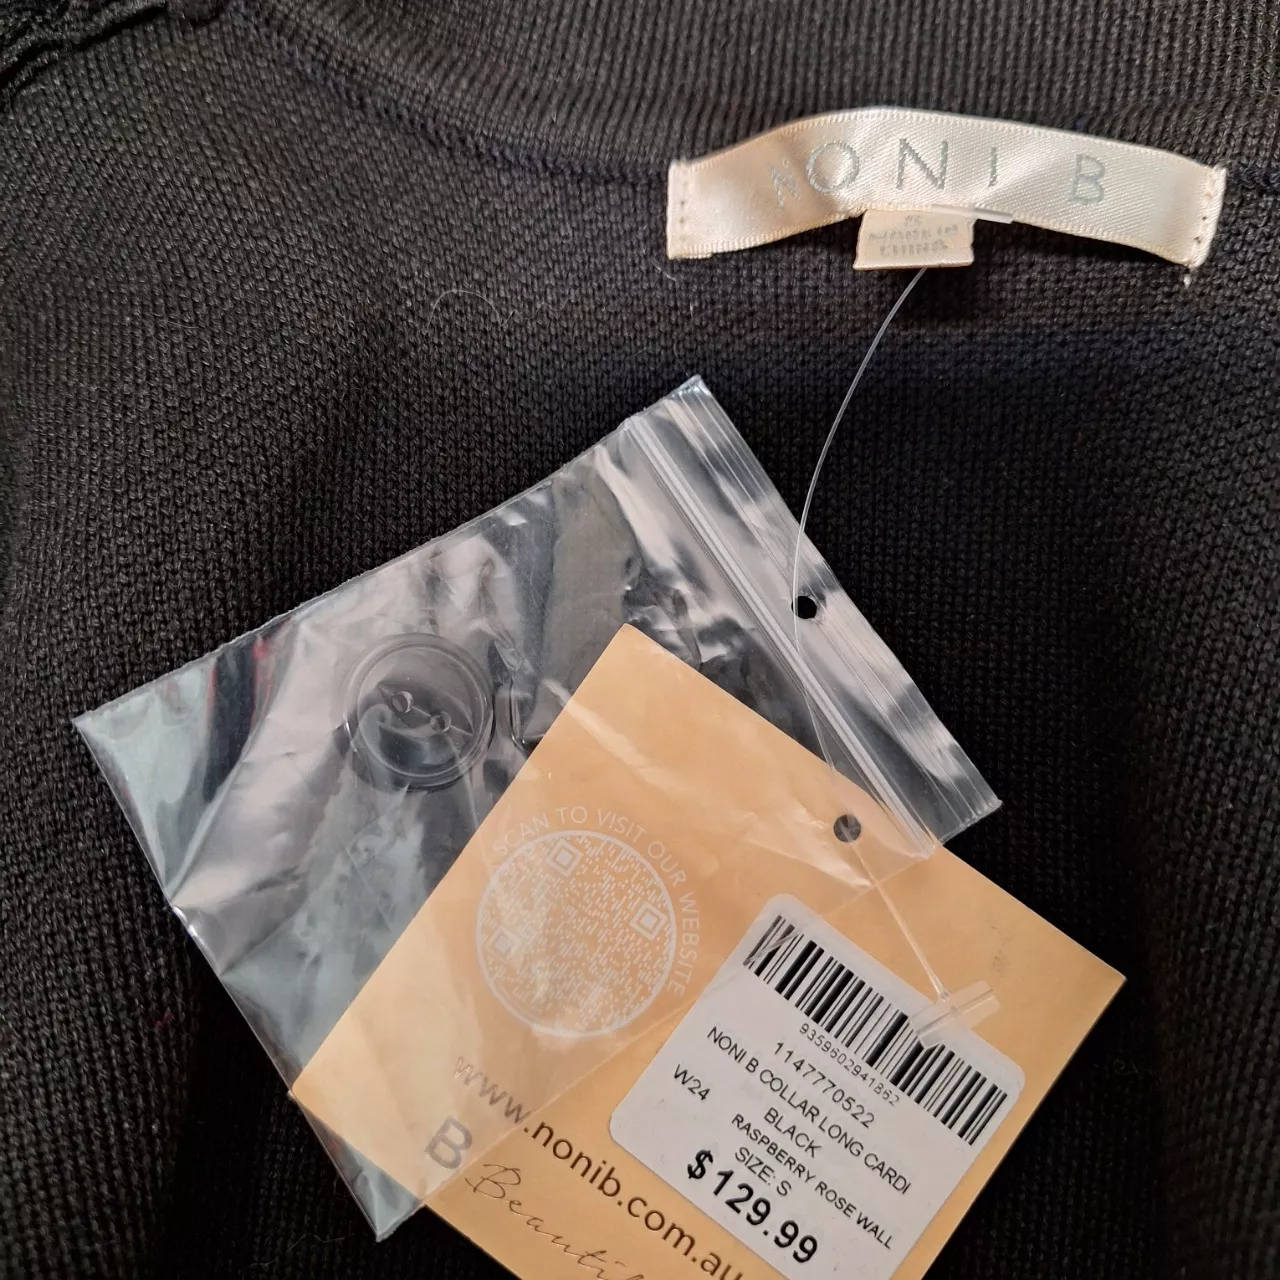 NONI B
SCAN TO VISIT OUR WEBSITE
9359602941862
1147770522
NONI B COLLAR LONG CARDI
W24
BLACK
RASPBERRY ROSE WALL
SIZE: S
$129.99
www.nonib.com.au
B